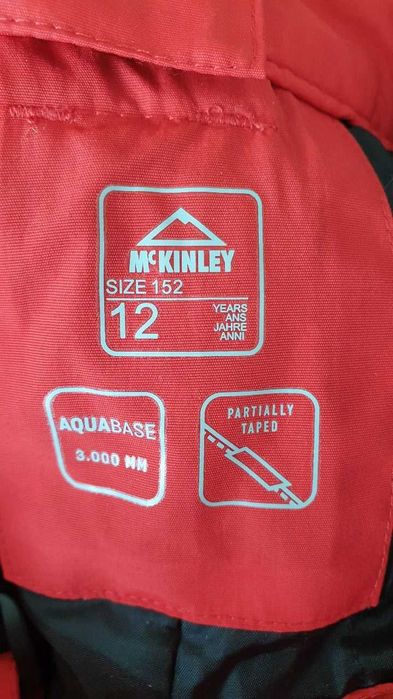 McKINLEY
SIZE 152
12
YEARS
ANS
JAHRE
ANNI
AQUABASE
3.000 MM
PARTIALLY
TAPED